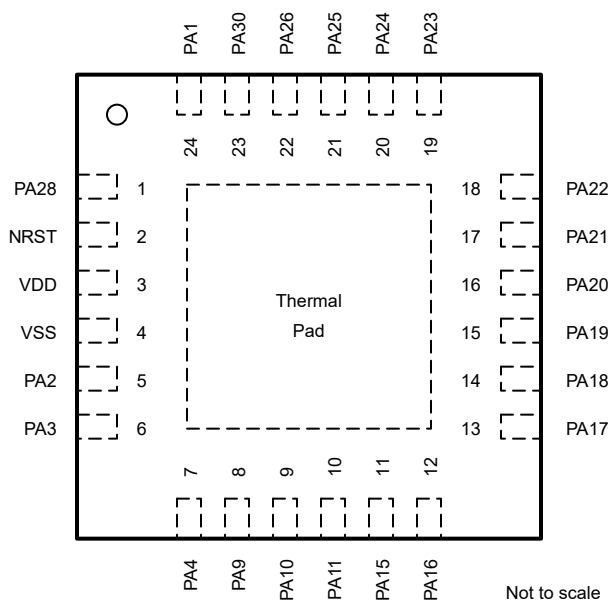 PA1 PA30 PA26 PA25 PA24 PA23
24 23 22 21 20 19
PA28 1 18 PA22
NRST 2 17 PA21
VDD 3 16 PA20
Thermal
Pad
VSS 4 15 PA19
PA2 5 14 PA18
PA3 6 13 PA17
7 8 9 10 11 12
PA4 PA9 PA10 PA11 PA15 PA16
Not to scale